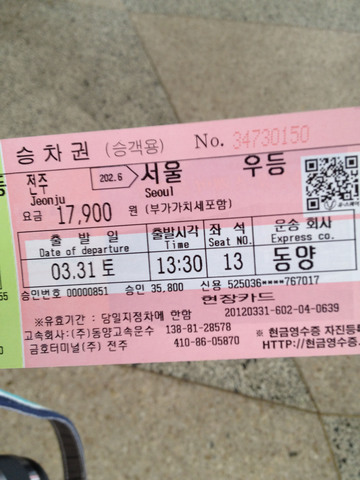 승 차 권 (승객용) No. 34730150
전주 202.6 서울 우등
Jeonju Seoul
요금 17,900 원 (부가가치세포함)
출 발 일 출발시각 좌 석 운송 회사
Date of departure Time Seat NO. Express co.
03.31 토 13:30 13 동양
승인번호 00000851 승인 35,800 신용 525036****767017
현장카드
※유효기간 : 당일지정차에 한함 20120331-602-04-0639
고속회사:(주)동양고속운수 138-81-28578 ※ 현금영수증 자진등록
금호터미널(주) 전주 410-86-05870 HTTP://현금영수증.